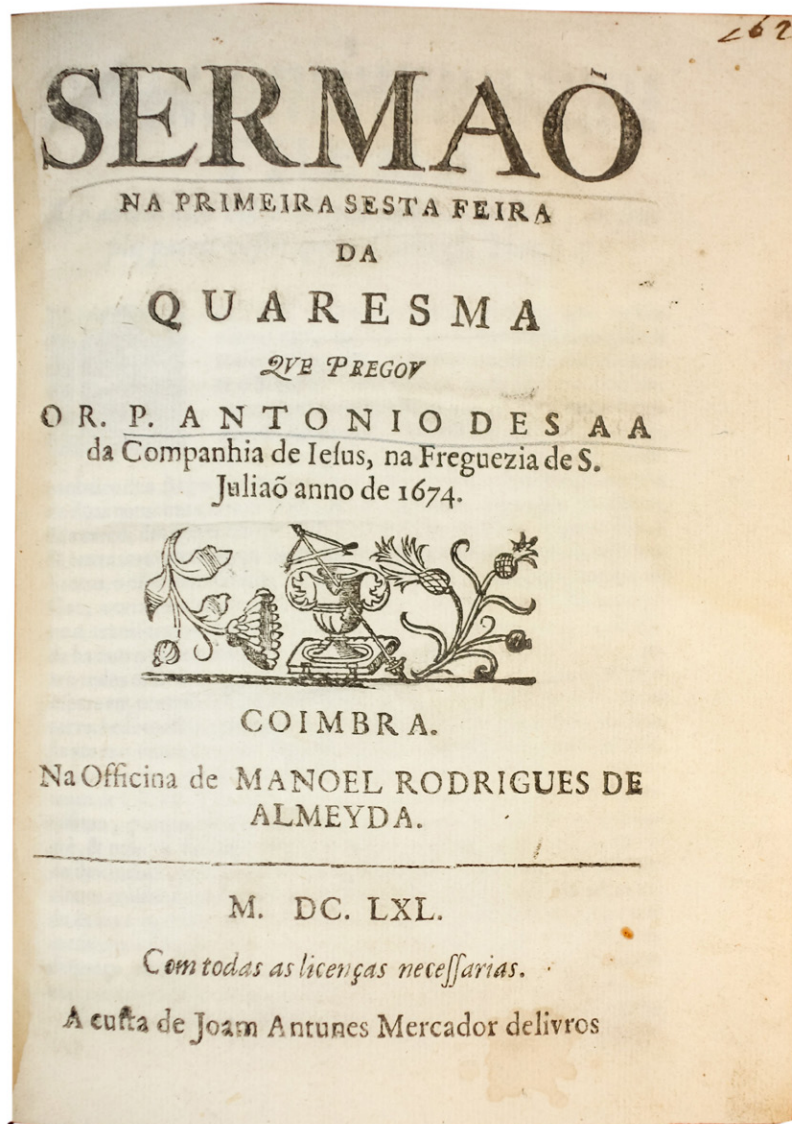 262
SERMAÕ
NA PRIMEIRA SESTA FEIRA
DA
QUARESMA
QVE PREGOV
O R. P. ANTONIO DE SAA
da Companhia de Ieſus, na Freguezia de S.
Juliaõ anno de 1674.
COIMBRA.
Na Officina de MANOEL RODRIGUES DE
ALMEYDA.
M. DC. LXL.
Com todas as licenças neceſſarias.
A cuſta de Joam Antunes Mercador delivros